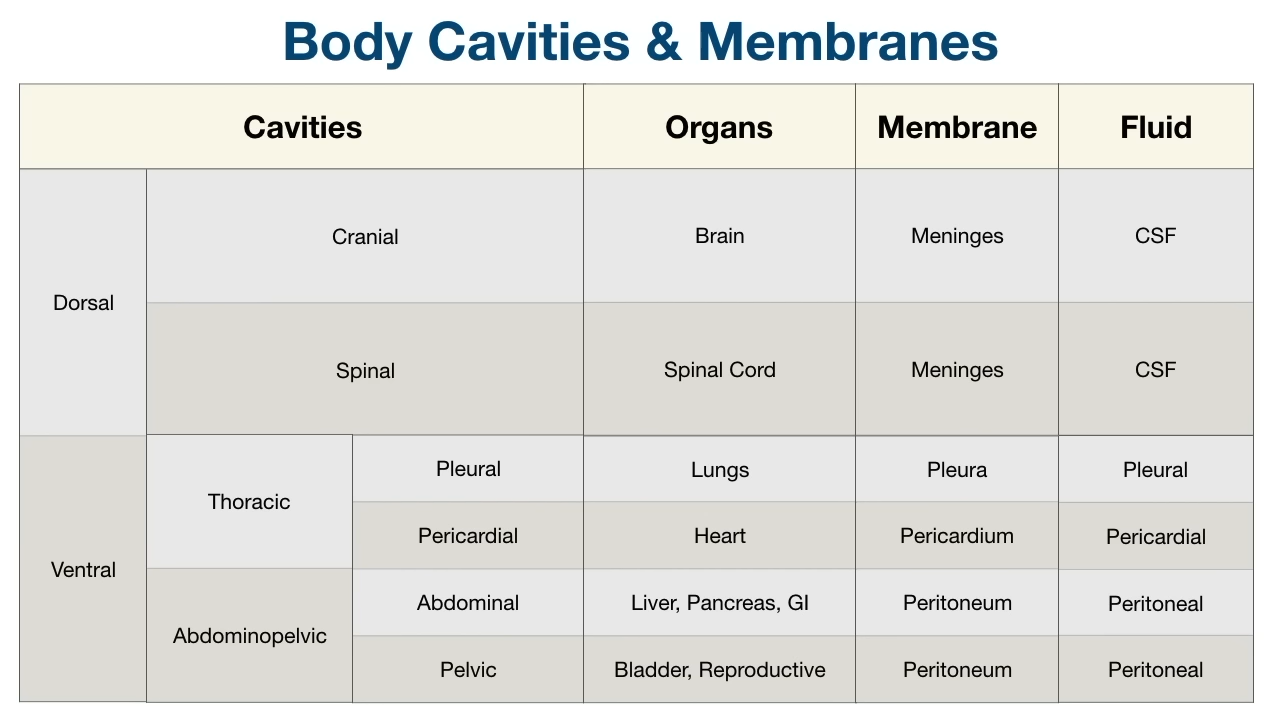 Body Cavities & Membranes
Cavities Organs Membrane Fluid
Dorsal
Cranial Brain Meninges CSF
Spinal Spinal Cord Meninges CSF
Ventral
Thoracic
Pleural Lungs Pleura Pleural
Pericardial Heart Pericardium Pericardial
Abdominopelvic
Abdominal Liver, Pancreas, GI Peritoneum Peritoneal
Pelvic Bladder, Reproductive Peritoneum Peritoneal